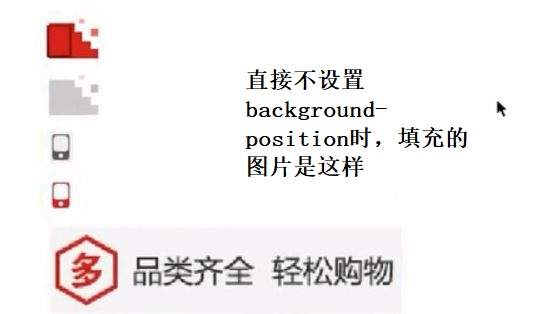 直接不设置
background-
position时，填充的
图片是这样
多 品类齐全 轻松购物